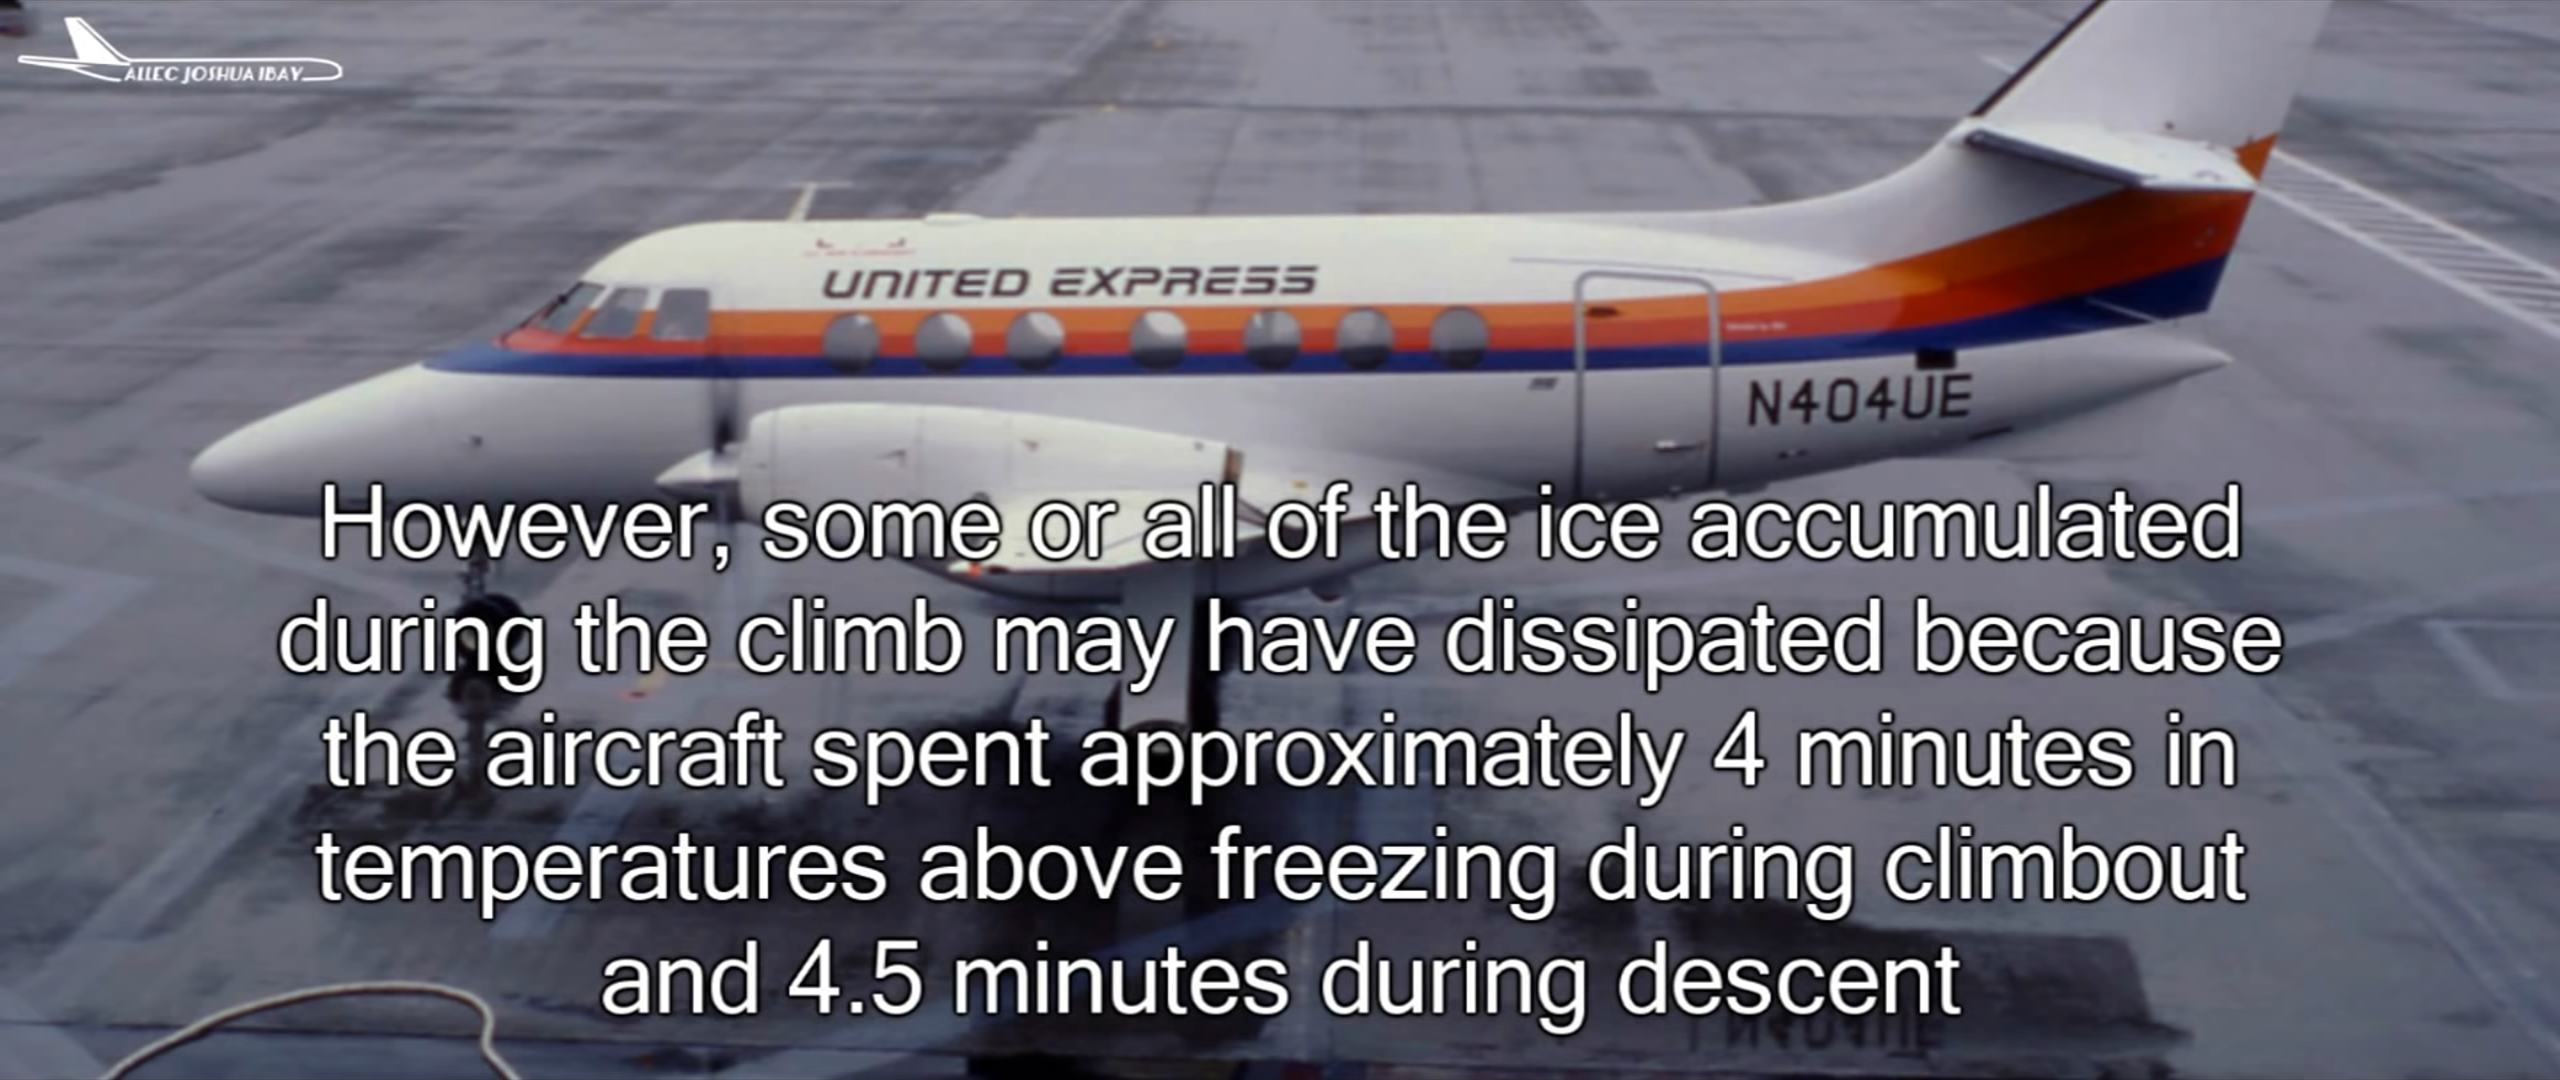 ALLEC JOSHUA IBAY
UNITED EXPRESS
N404UE
However, some or all of the ice accumulated
during the climb may have dissipated because
the aircraft spent approximately 4 minutes in
temperatures above freezing during climbout
and 4.5 minutes during descent